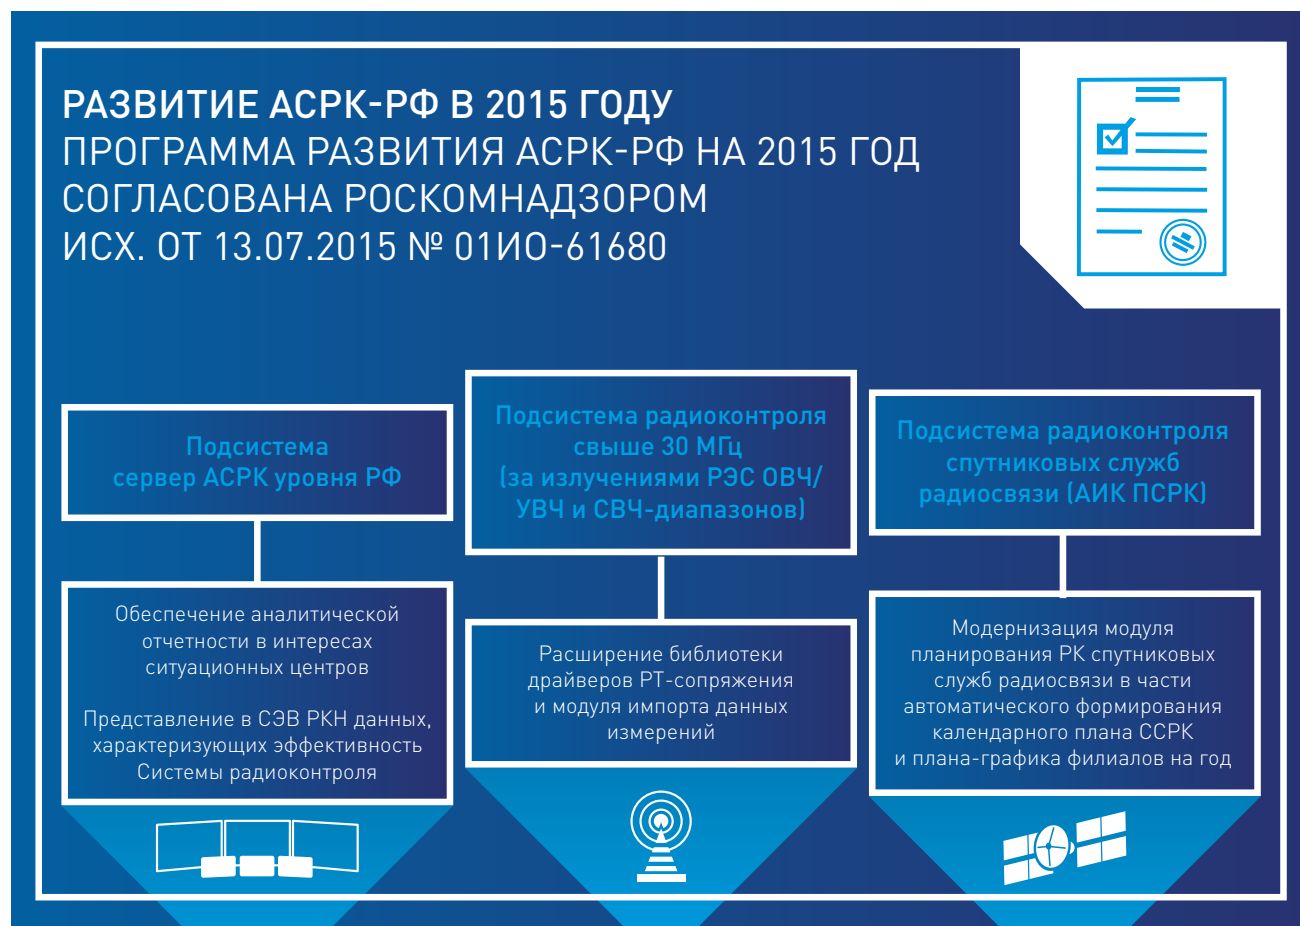 РАЗВИТИЕ АСРК-РФ В 2015 ГОДУ
ПРОГРАММА РАЗВИТИЯ АСРК-РФ НА 2015 ГОД
СОГЛАСОВАНА РОСКОМНАДЗОРОМ
ИСХ. ОТ 13.07.2015 № 01ИО-61680
Подсистема
сервер АСРК уровня РФ
Обеспечение аналитической
отчетности в интересах
ситуационных центров
Представление в СЭВ РКН данных,
характеризующих эффективность
Системы радиоконтроля
Подсистема радиоконтроля
свыше 30 МГц
(за излучениями РЭС ОВЧ/
УВЧ и СВЧ-диапазонов)
Расширение библиотеки
драйверов РТ-сопряжения
и модуля импорта данных
измерений
Подсистема радиоконтроля
спутниковых служб
радиосвязи (АИК ПСРК)
Модернизация модуля
планирования РК спутниковых
служб радиосвязи в части
автоматического формирования
календарного плана ССРК
и плана-графика филиалов на год